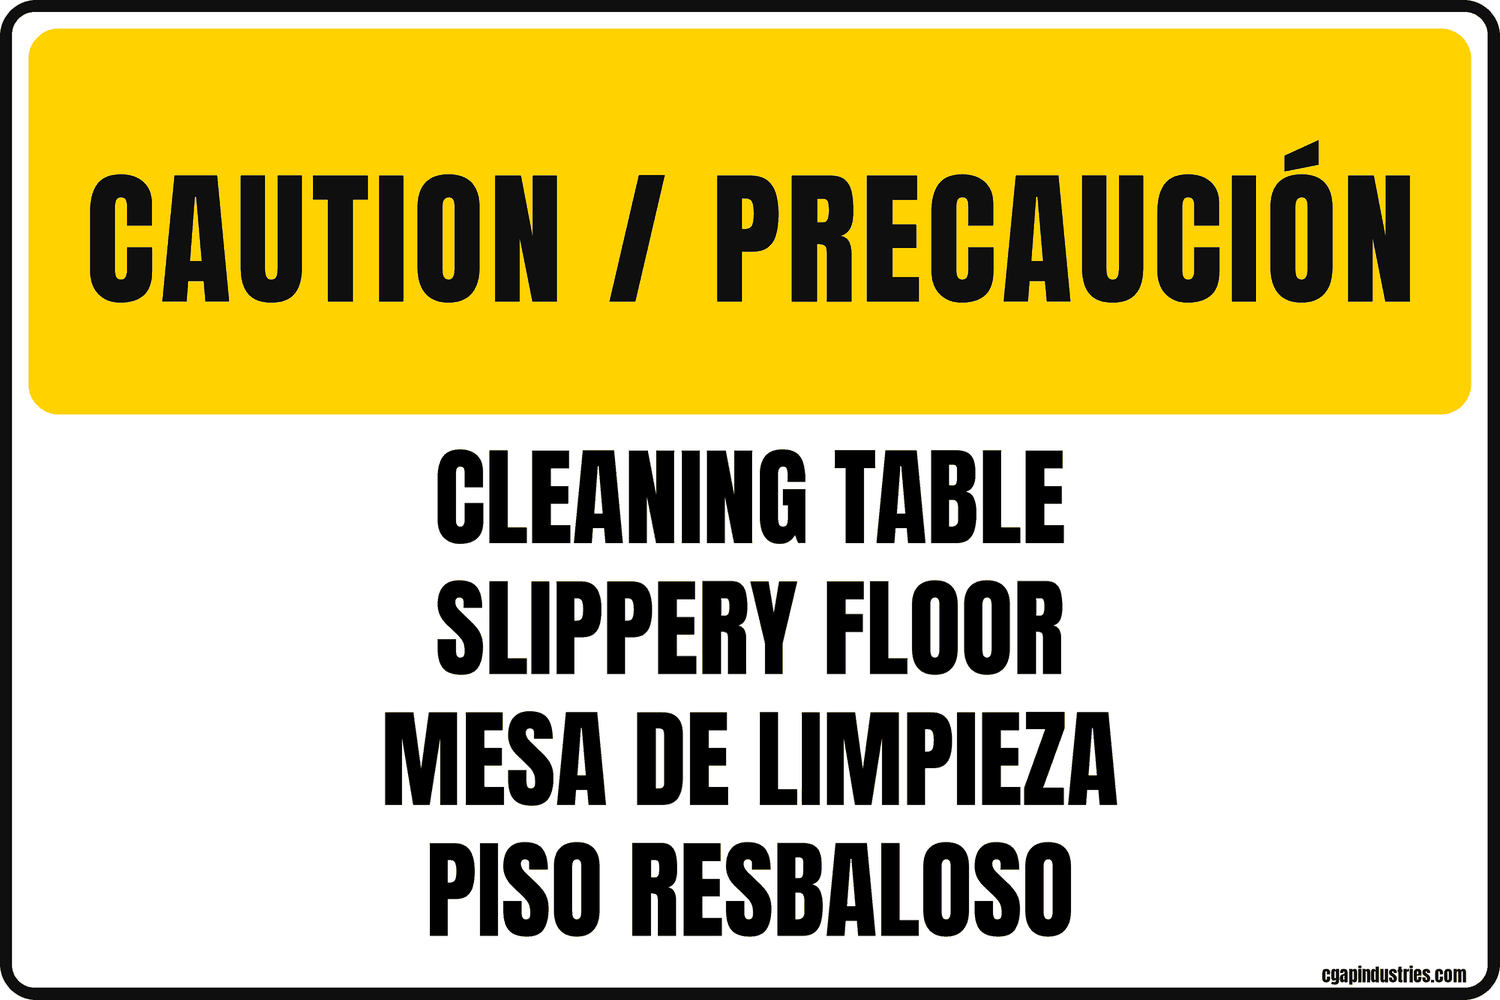 CAUTION / PRECAUCIÓN
CLEANING TABLE
SLIPPERY FLOOR
MESA DE LIMPIEZA
PISO RESBALOSO
cgapindustries.com